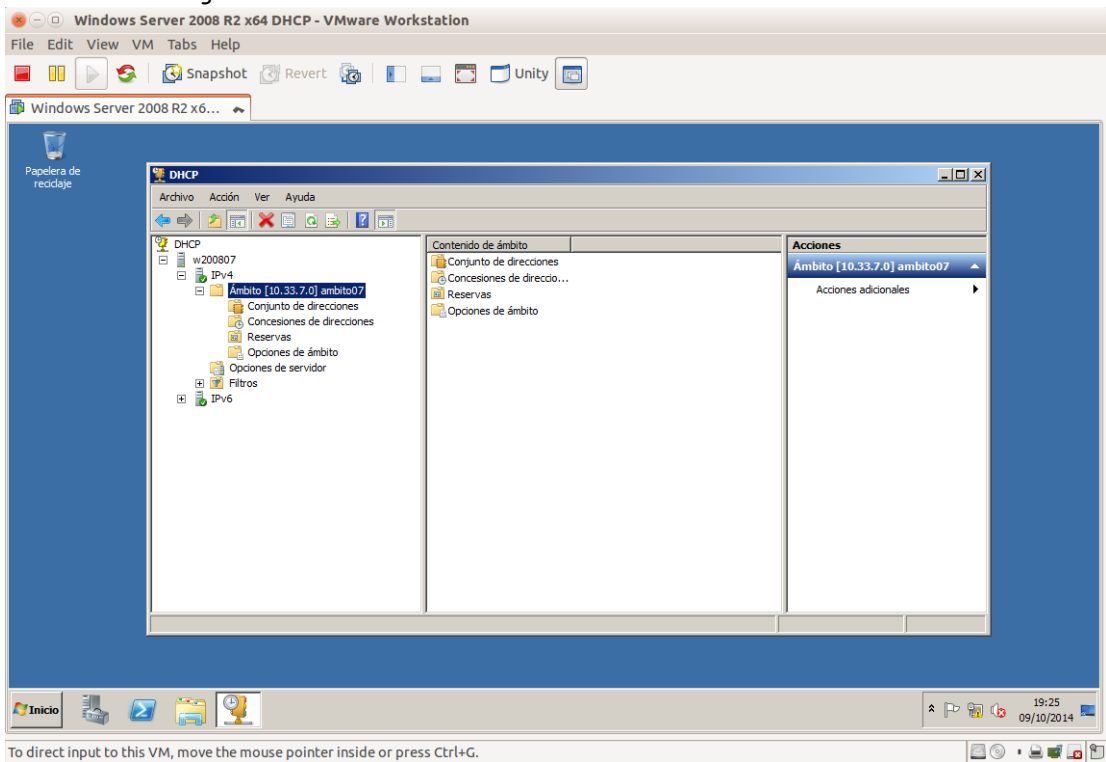 Windows Server 2008 R2 x64 DHCP - VMware Workstation
File Edit View VM Tabs Help
Snapshot Revert Unity
Windows Server 2008 R2 x6...
Papelera de
reciclaje
DHCP
Archivo Acción Ver Ayuda
DHCP
w200807
IPv4
Ámbito [10.33.7.0] ambito07
Conjunto de direcciones
Concesiones de direcciones
Reservas
Opciones de ámbito
Opciones de servidor
Filtros
IPv6
Contenido de ámbito
Conjunto de direcciones
Concesiones de direccio...
Reservas
Opciones de ámbito
Acciones
Ámbito [10.33.7.0] ambito07
Acciones adicionales
Inicio
19:25
09/10/2014
To direct input to this VM, move the mouse pointer inside or press Ctrl+G.